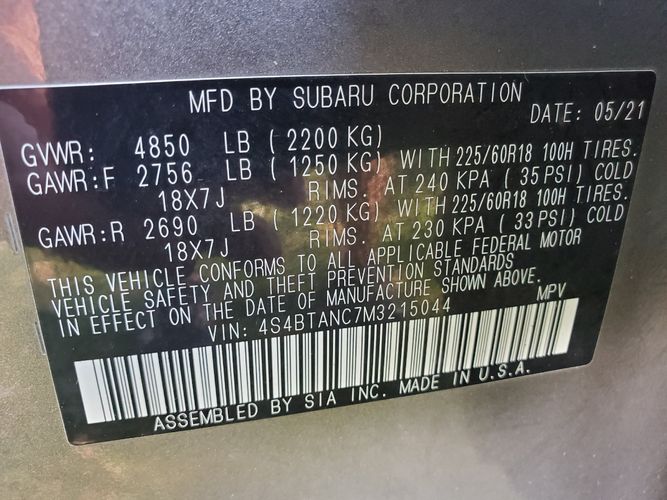 MFD BY SUBARU CORPORATION DATE: 05/21
GVWR: 4850 LB (2200 KG)
GAWR:F 2756 LB (1250 KG) WITH 225/60R18 100H TIRES.
18X7J RIMS. AT 240 KPA (35 PSI) COLD
GAWR:R 2690 LB (1220 KG) WITH 225/60R18 100H TIRES.
18X7J RIMS. AT 230 KPA (33 PSI) COLD
THIS VEHICLE CONFORMS TO ALL APPLICABLE FEDERAL MOTOR
VEHICLE SAFETY AND THEFT PREVENTION STANDARDS
IN EFFECT ON THE DATE OF MANUFACTURE SHOWN ABOVE.
VIN: 4S4BTANC7M3215044 MPV
ASSEMBLED BY SIA INC. MADE IN U.S.A.